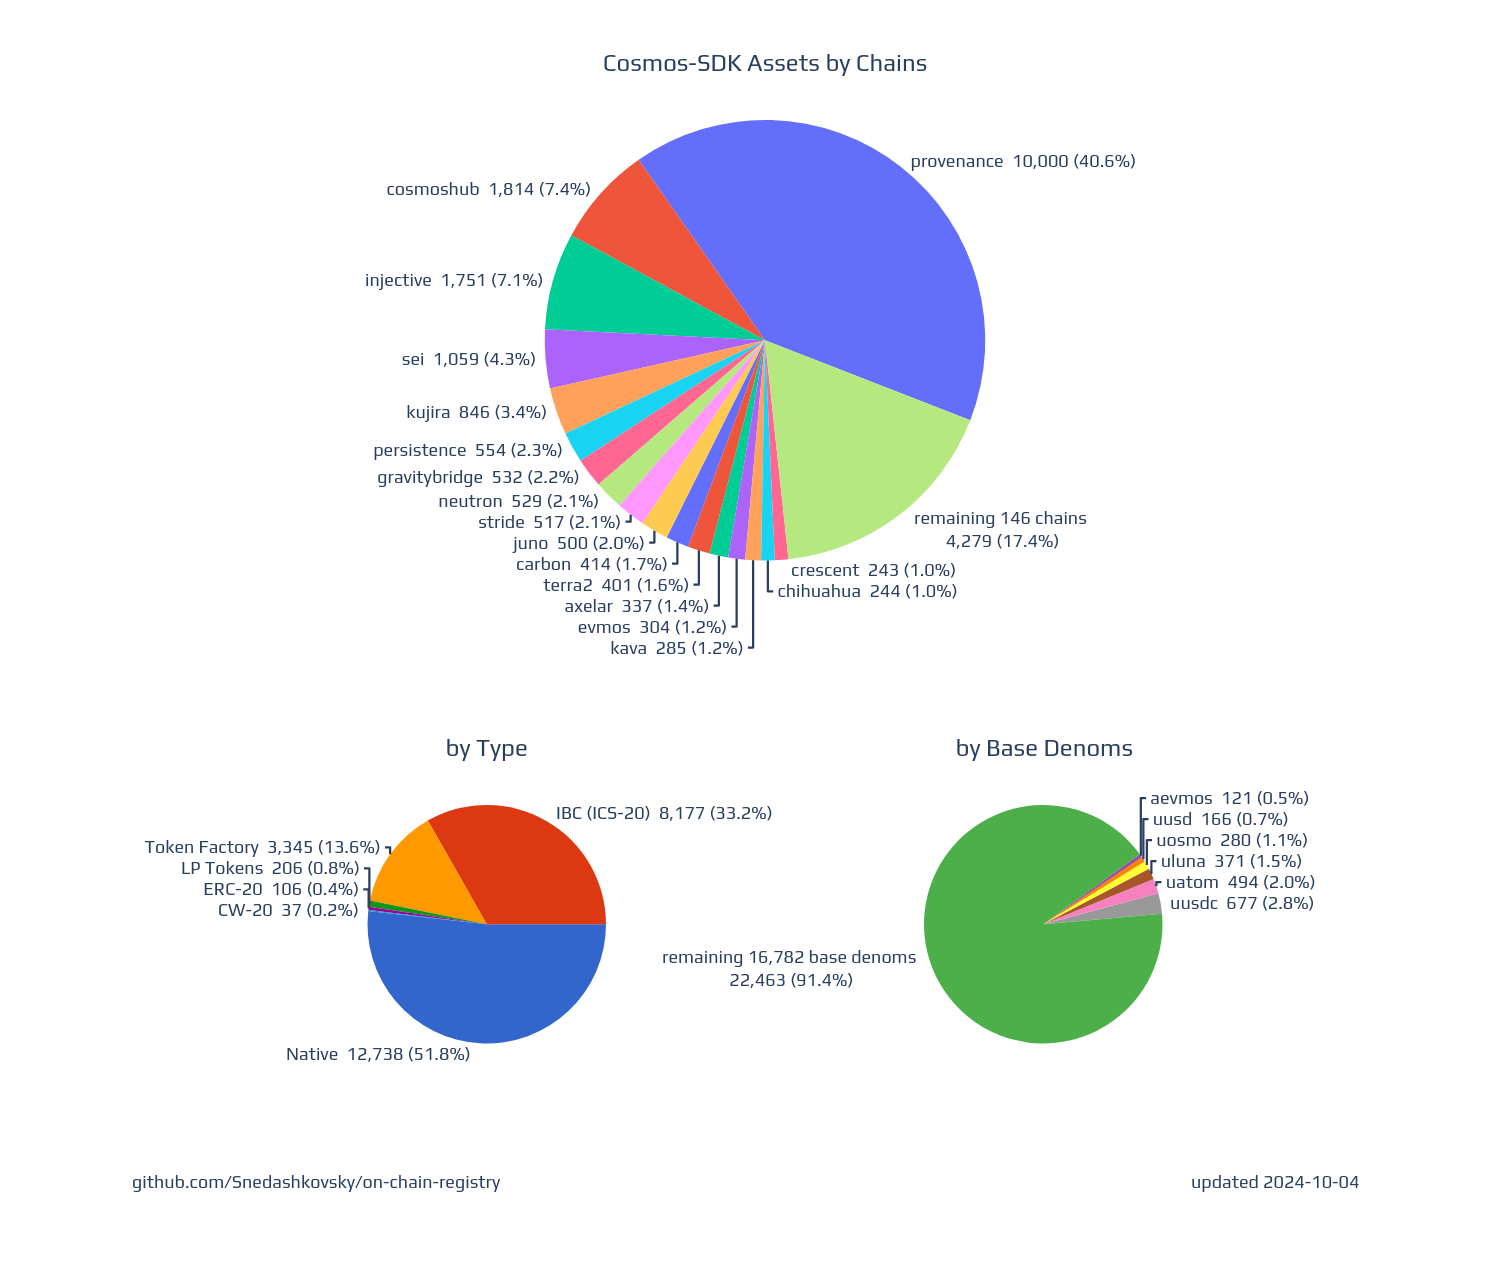 Cosmos-SDK Assets by Chains
provenance 10,000 (40.6%)
cosmoshub 1,814 (7.4%)
injective 1,751 (7.1%)
sei 1,059 (4.3%)
kujira 846 (3.4%)
persistence 554 (2.3%)
gravitybridge 532 (2.2%)
neutron 529 (2.1%)
stride 517 (2.1%)
juno 500 (2.0%)
carbon 414 (1.7%)
terra2 401 (1.6%)
axelar 337 (1.4%)
evmos 304 (1.2%)
kava 285 (1.2%)
remaining 146 chains
4,279 (17.4%)
crescent 243 (1.0%)
chihuahua 244 (1.0%)
by Type
IBC (ICS-20) 8,177 (33.2%)
Token Factory 3,345 (13.6%)
LP Tokens 206 (0.8%)
ERC-20 106 (0.4%)
CW-20 37 (0.2%)
Native 12,738 (51.8%)
by Base Denoms
aevmos 121 (0.5%)
uusd 166 (0.7%)
uosmo 280 (1.1%)
uluna 371 (1.5%)
uatom 494 (2.0%)
uusdc 677 (2.8%)
remaining 16,782 base denoms
22,463 (91.4%)
github.com/Snedashkovsky/on-chain-registry
updated 2024-10-04